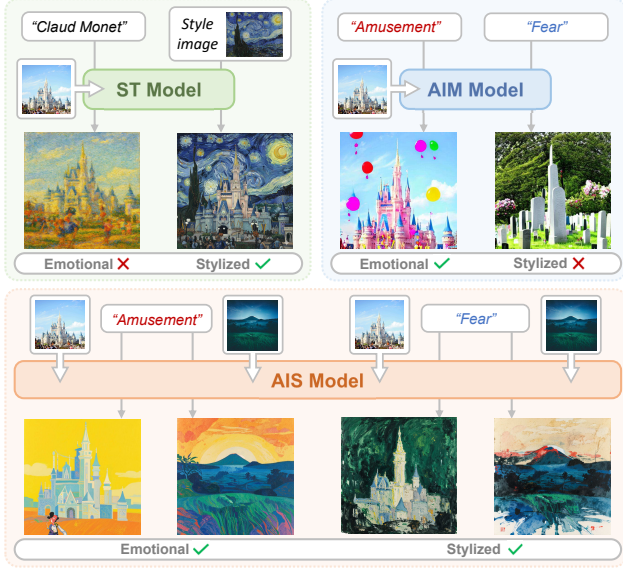 “Claud Monet”
Style
image
ST Model
Emotional ✗
Stylized ✓
“Amusement”
“Fear”
AIM Model
Emotional ✓
Stylized ✗
“Amusement”
“Fear”
AIS Model
Emotional ✓
Stylized ✓